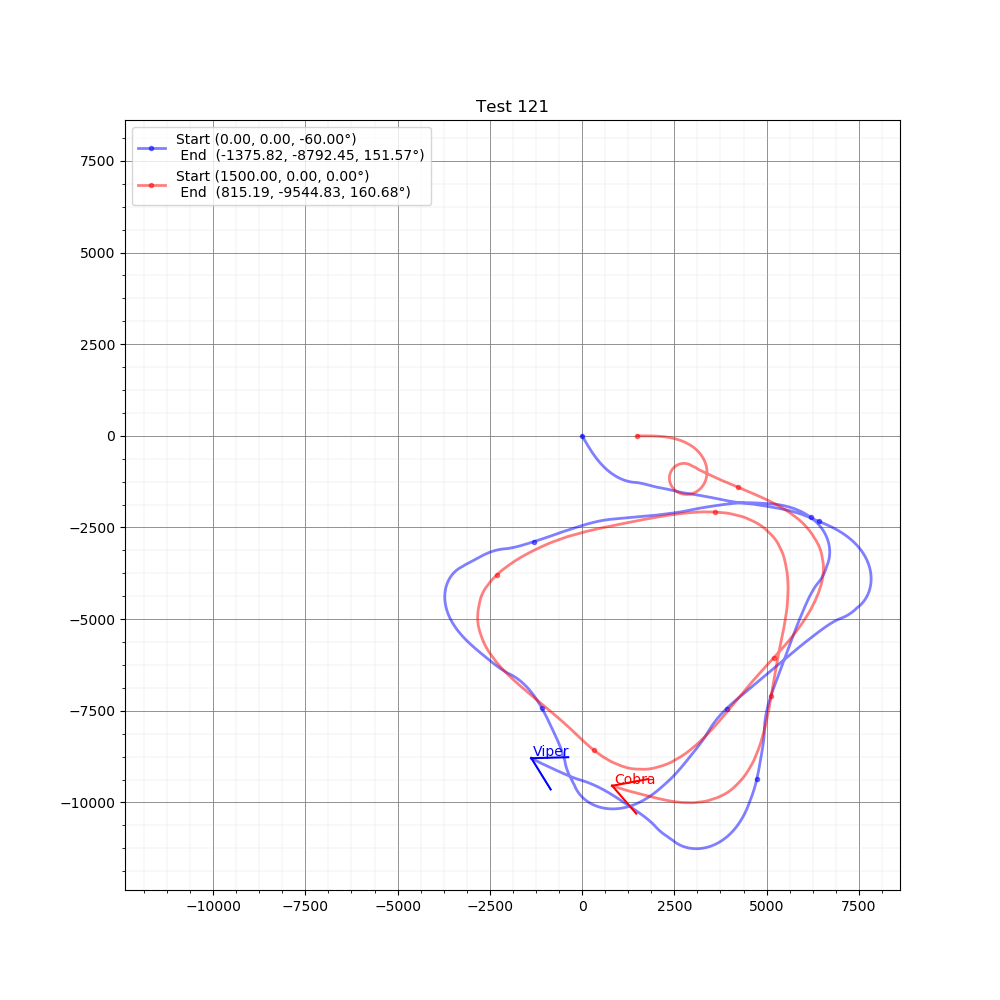 Test 121
Start (0.00, 0.00, -60.00°)
End  (-1375.82, -8792.45, 151.57°)
Start (1500.00, 0.00, 0.00°)
End  (815.19, -9544.83, 160.68°)
7500
5000
2500
0
−2500
−5000
−7500
−10000
Viper
Cobra
−10000 −7500 −5000 −2500 0 2500 5000 7500